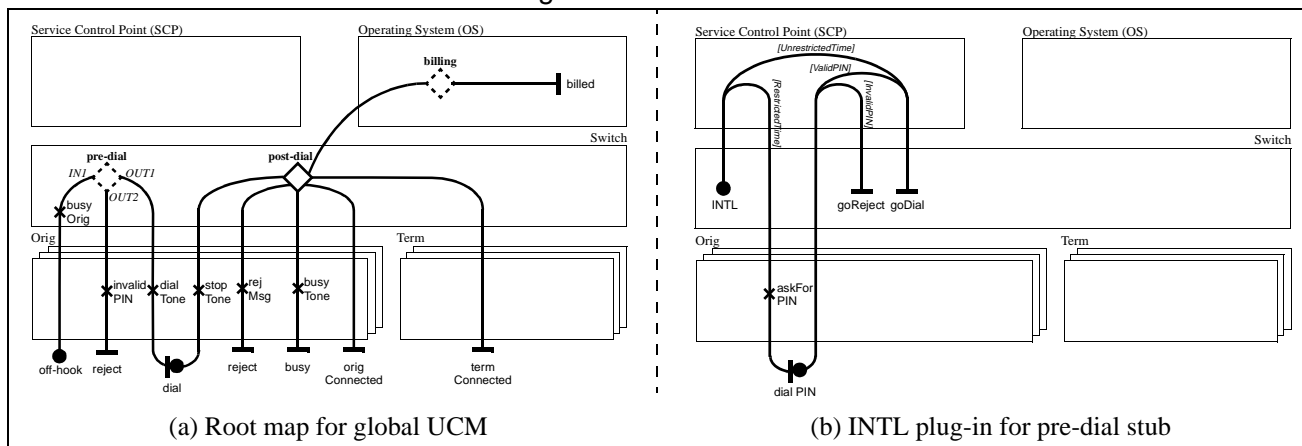 Service Control Point (SCP)
Operating System (OS)
billing
billed
Switch
pre-dial
post-dial
IN1
OUT1
OUT2
busy
Orig
Orig
Term
invalid
PIN
dial
Tone
stop
Tone
rej
Msg
busy
Tone
off-hook
reject
dial
reject
busy
orig
Connected
term
Connected
(a) Root map for global UCM
Service Control Point (SCP)
Operating System (OS)
[UnrestrictedTime]
[ValidPIN]
[RestrictedTime]
[InvalidPIN]
Switch
INTL
goReject
goDial
Orig
Term
askFor
PIN
dial PIN
(b) INTL plug-in for pre-dial stub